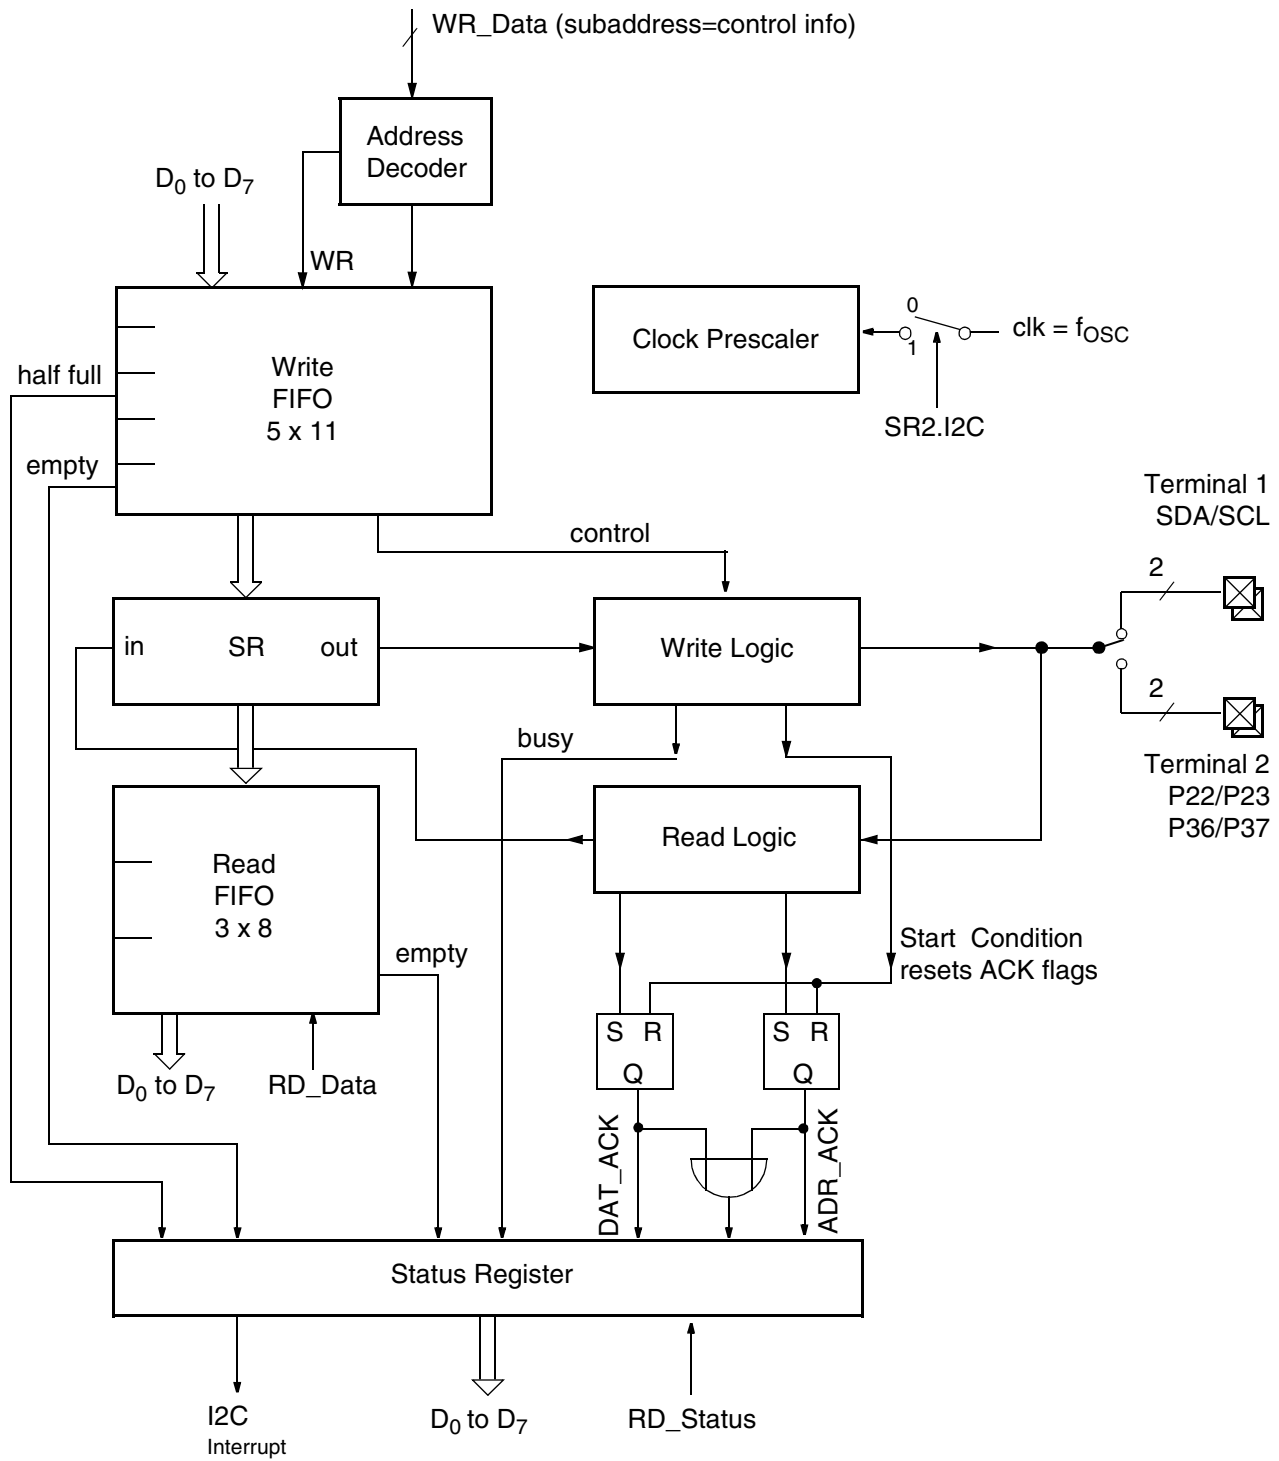 WR_Data (subaddress=control info)
Address
Decoder
D0 to D7
WR
Write
FIFO
5 x 11
half full
empty
Clock Prescaler
0
1
clk = fOSC
SR2.I2C
control
Terminal 1
SDA/SCL
2
in SR out
Write Logic
2
Terminal 2
P22/P23
P36/P37
busy
Read Logic
Read
FIFO
3 x 8
empty
Start Condition
resets ACK flags
D0 to D7
RD_Data
S R
Q
S R
Q
DAT_ACK
ADR_ACK
Status Register
I2C
Interrupt
D0 to D7
RD_Status